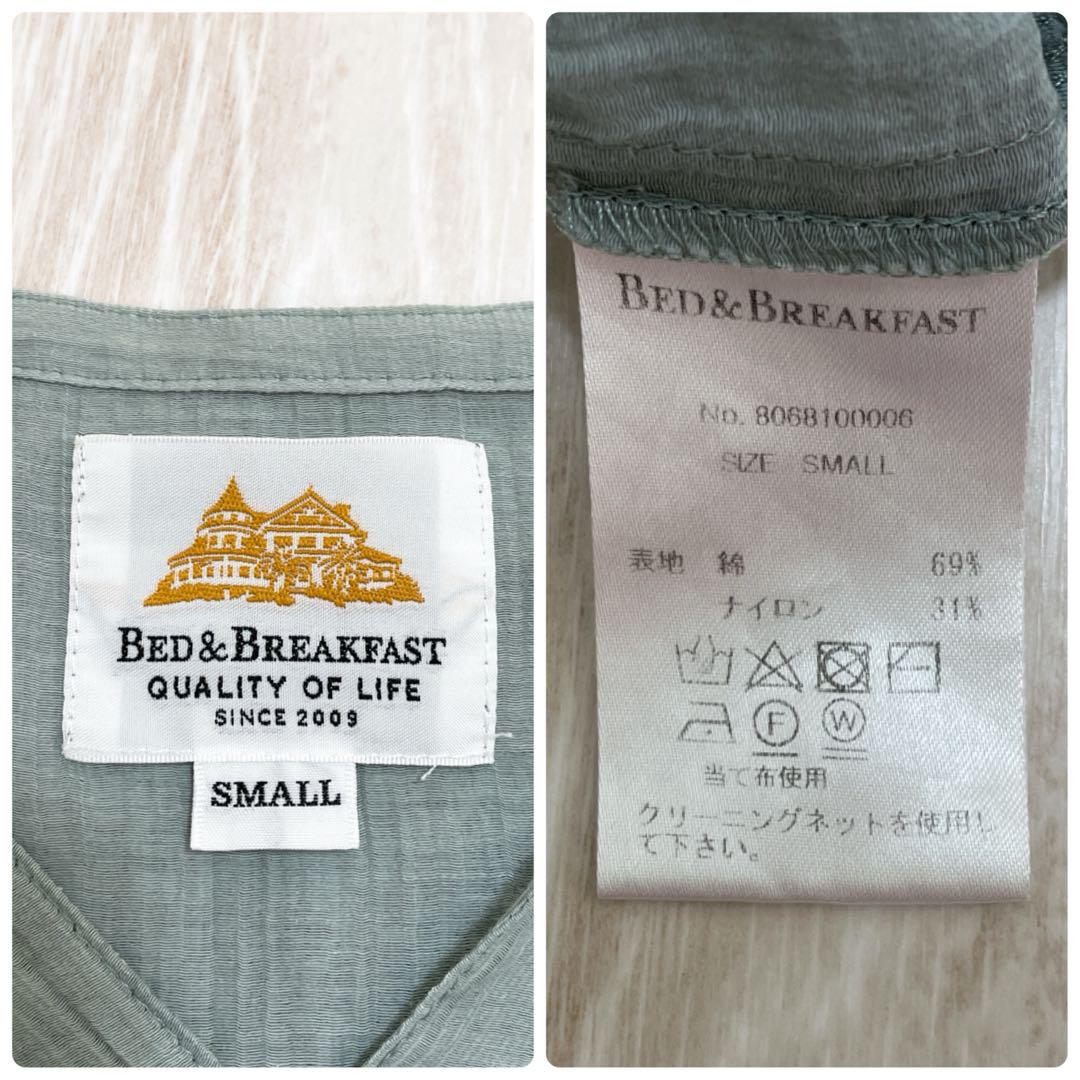 BED & BREAKFAST
QUALITY OF LIFE
SINCE 2009
SMALL
BED & BREAKFAST
No. 8068100006
SIZE SMALL
表地 綿 69%
ナイロン 31%
F W
当て布使用
クリーニングネットを使用し
て下さい。